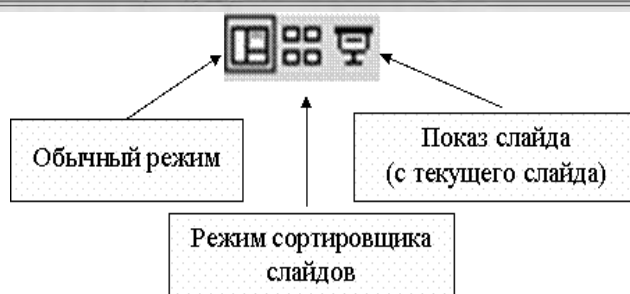 Обычный режим
Показ слайда
(с текущего слайда)
Режим сортировщика
слайдов